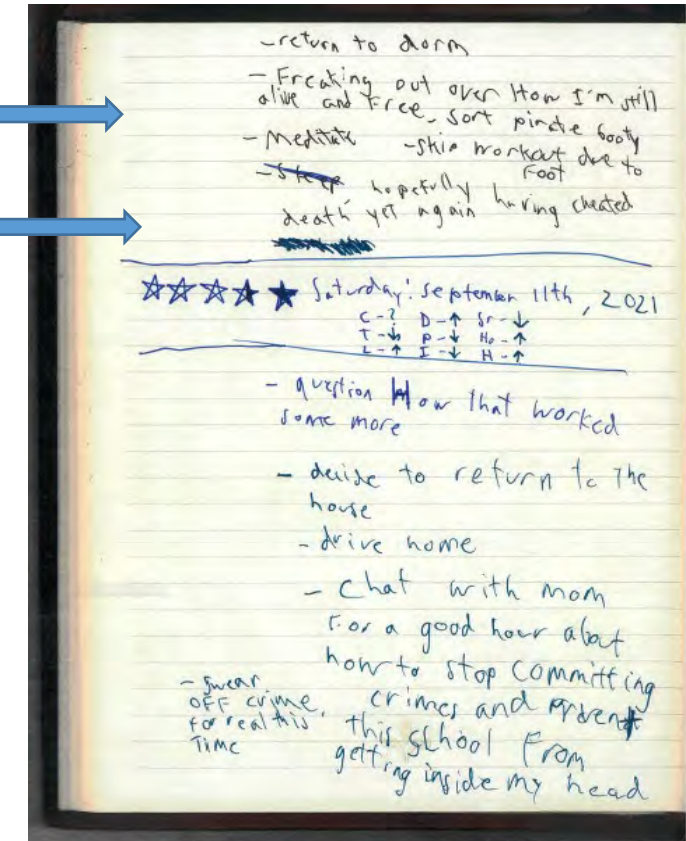 -return to dorm
- Freaking out over How I'm still
alive and Free, sort pirate booty
- Meditate -skip workout due to
Foot
- Sleep hopefully having cheated
death yet again
Saturday: September 11th, 2021
C-? D-↑ Sr-↓
T-↓ P-↓ Ho-↑
L-↑ I-↓ H-↑
- question How that worked
some more
- decide to return to the
house
- drive home
- Chat with mom
For a good hour about
how to stop committing
crimes and prevent
this school From
getting inside my head
- swear
OFF crime,
for real this
Time